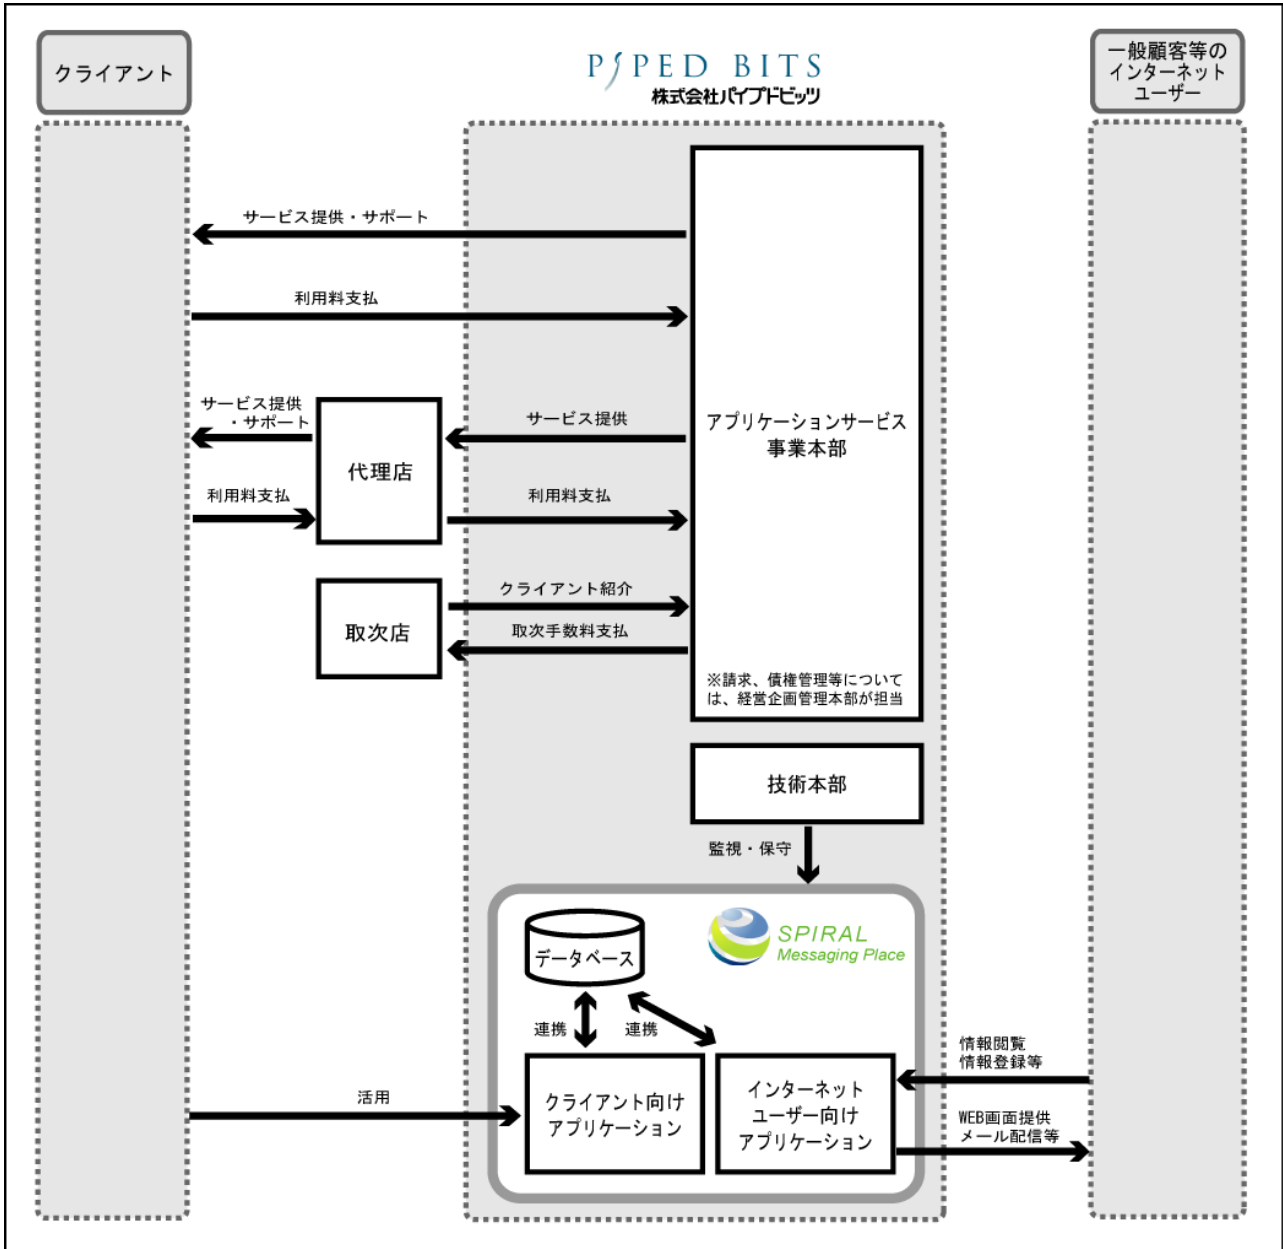 クライアント
PIPED BITS
株式会社パイプドビッツ
一般顧客等の
インターネット
ユーザー
サービス提供・サポート
利用料支払
サービス提供
・サポート
利用料支払
代理店
サービス提供
利用料支払
アプリケーションサービス
事業本部
取次店
クライアント紹介
取次手数料支払
※請求、債権管理等について
は、経営企画管理本部が担当
技術本部
監視・保守
データベース
SPIRAL
Messaging Place
連携
連携
活用
クライアント向け
アプリケーション
インターネット
ユーザー向け
アプリケーション
情報閲覧
情報登録等
WEB画面提供
メール配信等